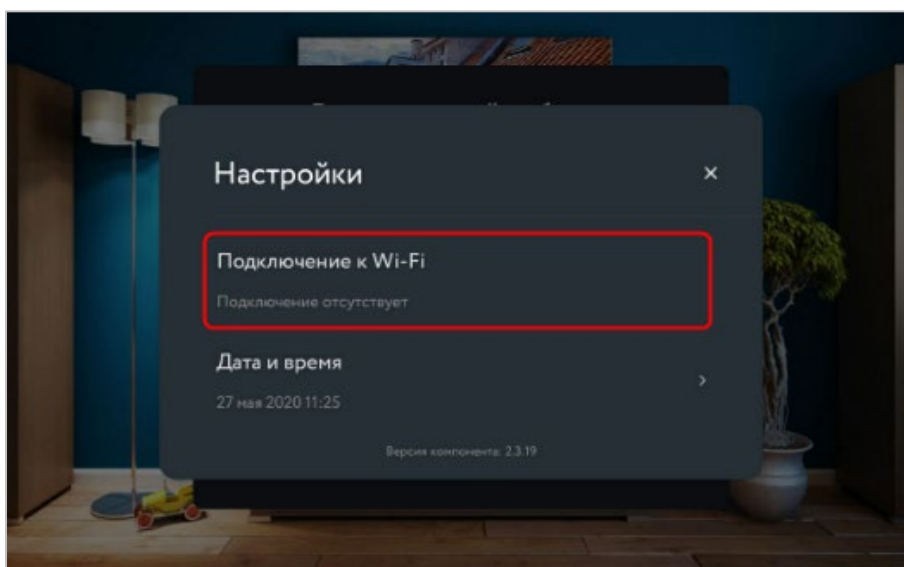 Настройки
×
Подключение к Wi-Fi
Подключение отсутствует
Дата и время
27 мая 2020 11:25
Версия компонента: 2.3.19